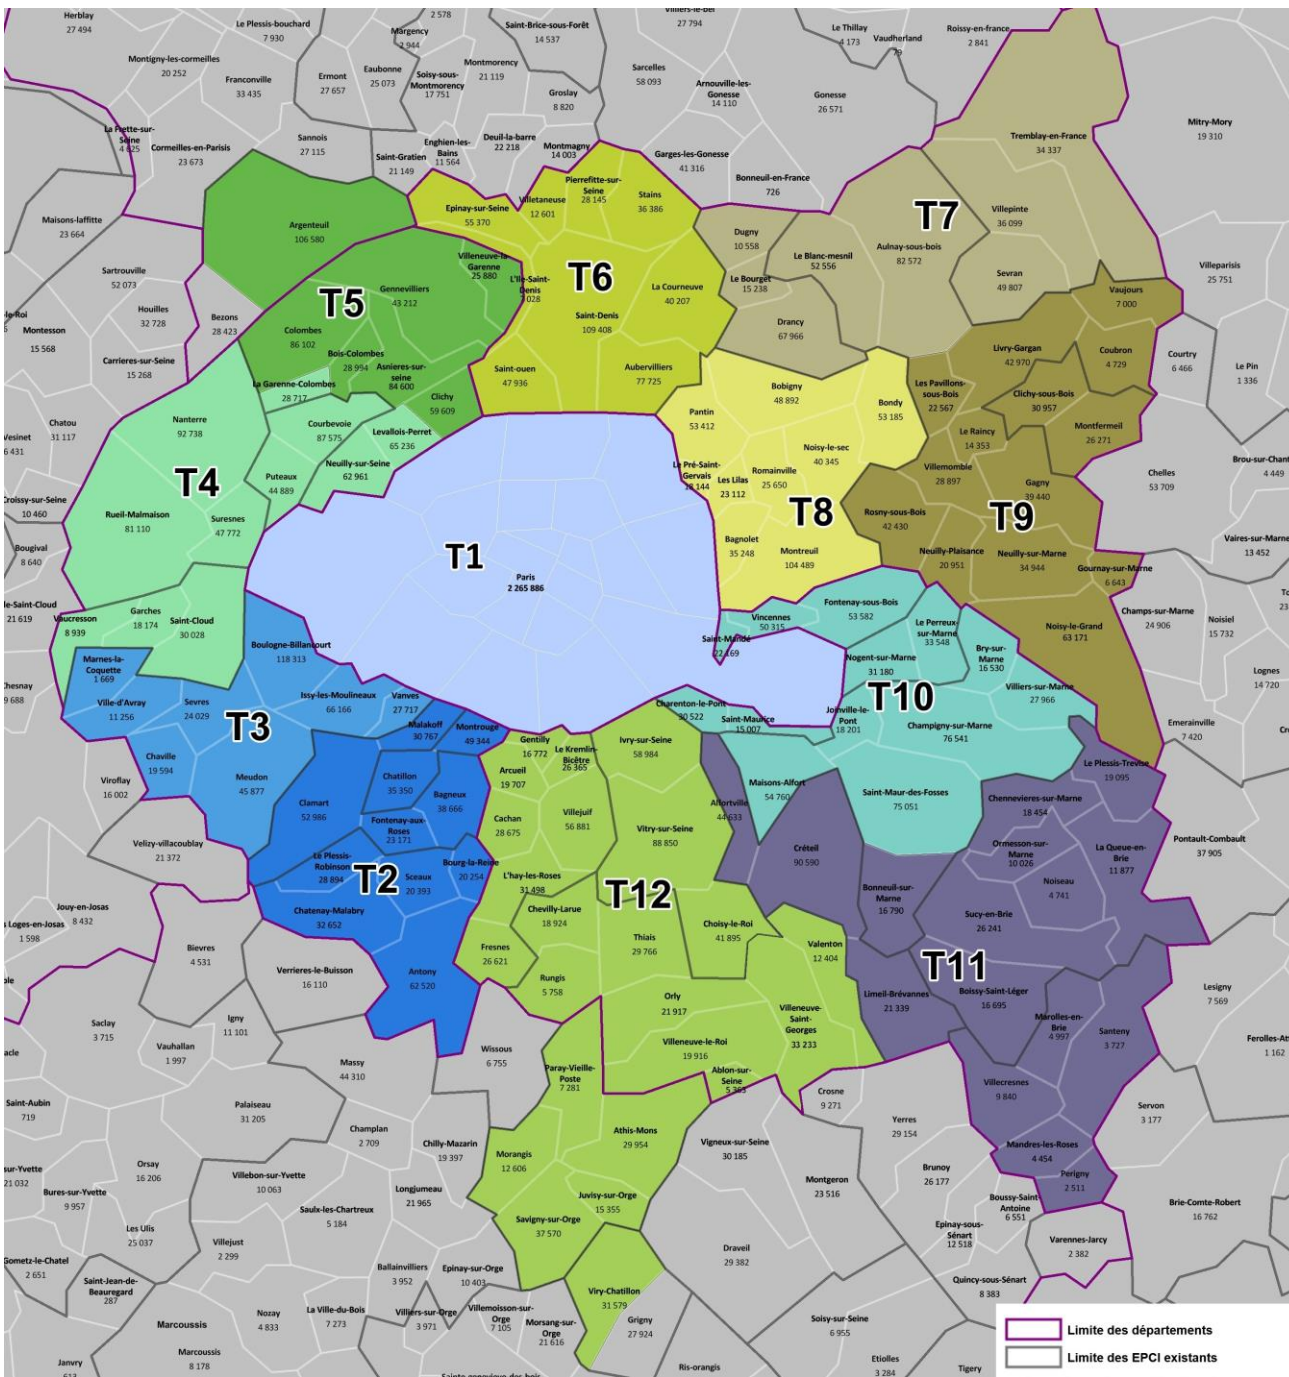 Herblay
27 494
Le Plessis-bouchard
7 930
2 578
Margency
2 944
Saint-Brice-sous-Forêt
14 537
27 794
Le Thillay
4 173
Vaudherland
79
Roissy-en-france
2 841
Montigny-les-cormeilles
20 252
Franconville
33 435
Ermont
27 657
Eaubonne
25 073
Soisy-sous-
Montmorency
17 751
Montmorency
21 119
Groslay
8 820
Sarcelles
58 093
Arnouville-les-
Gonesse
14 110
Gonesse
26 571
Mitry-Mory
19 310
La Frette-sur-
Seine
4 625
Cormeilles-en-Parisis
23 673
Sannois
27 115
Saint-Gratien
21 149
Enghien-les-
Bains
11 564
Deuil-la-barre
22 218
Montmagny
14 003
Garges-les-Gonesse
41 316
Bonneuil-en-France
726
Tremblay-en-France
34 337
Maisons-laffitte
23 664
Argenteuil
106 580
Epinay-sur-Seine
55 370
Villetaneuse
12 601
Pierrefitte-sur-
Seine
28 145
Stains
36 386
Dugny
10 558
Le Blanc-mesnil
52 556
T7
Aulnay-sous-bois
82 572
Villepinte
36 099
Sevran
49 807
Villeparisis
25 751
Sartrouville
52 073
Houilles
32 728
Bezons
28 423
Villeneuve-la-
Garenne
25 880
Gennevilliers
43 212
T5
L'Ile-Saint-
Denis
7 028
T6
Saint-Denis
109 408
La Courneuve
40 207
Le Bourget
15 238
Drancy
67 966
Vaujours
7 000
Montesson
15 568
Carrieres-sur-Seine
15 268
Colombes
86 102
Bois-Colombes
28 994
Asnieres-sur-
seine
84 600
La Garenne-Colombes
28 717
Clichy
59 609
Saint-ouen
47 936
Aubervilliers
77 725
Bobigny
48 892
Livry-Gargan
42 970
Coubron
4 729
Courtry
6 466
Le Pin
1 336
Les Pavillons-
sous-Bois
22 567
Clichy-sous-Bois
30 957
Chatou
31 117
Nanterre
92 738
Courbevoie
87 575
Levallois-Perret
65 236
Pantin
53 412
Bondy
53 185
Le Raincy
14 353
Montfermeil
26 271
T4
Puteaux
44 889
Neuilly-sur-Seine
62 961
Noisy-le-sec
40 345
Le Pré-Saint-
Gervais
18 144
Les Lilas
23 112
Romainville
25 650
Villemomble
28 897
Gagny
39 440
Chelles
53 709
Croissy-sur-Seine
10 460
Rueil-Malmaison
81 110
Suresnes
47 772
T8
Rosny-sous-Bois
42 430
T9
Bougival
8 640
T1
Paris
2 265 886
Bagnolet
35 248
Montreuil
104 489
Neuilly-Plaisance
20 951
Neuilly-sur-Marne
34 944
Gournay-sur-Marne
6 643
Vaires-sur-Marne
13 452
21 619
Vaucresson
8 939
Garches
18 174
Saint-Cloud
30 028
Vincennes
50 315
Fontenay-sous-Bois
53 582
Saint-Mandé
22 169
Le Perreux-
sur-Marne
33 548
Noisy-le-Grand
63 171
Champs-sur-Marne
24 906
Noisiel
15 732
Marnes-la-
Coquette
1 669
Boulogne-Billancourt
118 313
Nogent-sur-Marne
31 180
Bry-sur-
Marne
16 530
Lognes
14 720
Ville-d'Avray
11 256
Sevres
24 029
Issy-les-Moulineaux
66 166
Vanves
27 717
Charenton-le-Pont
30 522
Saint-Maurice
15 007
T10
Joinville-le-
Pont
18 201
Villiers-sur-Marne
27 966
Champigny-sur-Marne
76 541
Emerainville
7 420
T3
Malakoff
30 767
Montrouge
49 344
Gentilly
16 772
Le Kremlin-
Bicêtre
26 365
Ivry-sur-Seine
58 984
Chaville
19 594
Viroflay
16 002
Meudon
45 877
Chatillon
35 350
Bagneux
38 666
Arcueil
19 707
Maisons-Alfort
54 760
Saint-Maur-des-Fosses
75 051
Le Plessis-Trevise
19 095
Clamart
52 986
Fontenay-aux-
Roses
23 171
Cachan
28 675
Villejuif
56 881
Vitry-sur-Seine
88 850
Alfortville
44 633
Chennevieres-sur-Marne
18 454
Velizy-villacoublay
21 372
Créteil
90 590
Ormesson-sur-
Marne
10 026
La Queue-en-
Brie
11 877
Pontault-Combault
37 905
Le Plessis-
Robinson
28 894
T2
Sceaux
20 393
Bourg-la-Reine
20 254
L'hay-les-Roses
31 498
T12
Bonneuil-sur-
Marne
16 790
Noiseau
4 741
Jouy-en-Josas
8 432
Chatenay-Malabry
32 652
Chevilly-Larue
18 924
Choisy-le-Roi
41 895
Sucy-en-Brie
26 241
Bievres
4 531
Verrieres-le-Buisson
16 110
Antony
62 520
Fresnes
26 621
Thiais
29 766
Valenton
12 404
T11
Rungis
5 758
Limeil-Brévannes
21 339
Boissy-Saint-Léger
16 695
Lesigny
7 569
Saclay
3 715
Igny
11 101
Orly
21 917
Villeneuve-
Saint-
Georges
33 233
Marolles-en-
Brie
4 997
Santeny
3 727
Vauhallan
1 997
Massy
44 310
Wissous
6 755
Villeneuve-le-Roi
19 916
Paray-Vieille-
Poste
7 281
Ablon-sur-
Seine
5 363
Crosne
9 271
Villecresnes
9 840
Saint-Aubin
719
Palaiseau
31 205
Champlan
2 709
Chilly-Mazarin
19 397
Athis-Mons
29 954
Vigneux-sur-Seine
30 185
Yerres
29 154
Servon
3 177
Orsay
16 206
Villebon-sur-Yvette
10 063
Morangis
12 606
Montgeron
23 516
Brunoy
26 177
Mandres-les-Roses
4 454
Perigny
2 511
Bures-sur-Yvette
9 957
Saulx-les-Chartreux
5 184
Longjumeau
21 965
Juvisy-sur-Orge
15 355
Boussy-Saint-
Antoine
6 551
Brie-Comte-Robert
16 762
Les Ulis
25 037
Villejust
2 299
Savigny-sur-Orge
37 570
Draveil
29 382
Epinay-sous-
Sénart
12 518
Varennes-Jarcy
2 382
Gometz-le-Chatel
2 651
Saint-Jean-de-
Beauregard
287
Ballainvilliers
3 952
Epinay-sur-Orge
10 403
Quincy-sous-Sénart
8 383
Viry-Chatillon
31 579
Marcoussis
Nozay
4 833
La Ville-du-Bois
7 273
Villiers-sur-Orge
3 971
Villemoisson-sur-
Orge
7 105
Morsang-sur-
Orge
21 616
Grigny
27 924
Soisy-sur-Seine
6 955
Marcoussis
8 178
Janvry
Ris-orangis
Etiolles
3 284
Tigery
Limite des départements
Limite des EPCI existants